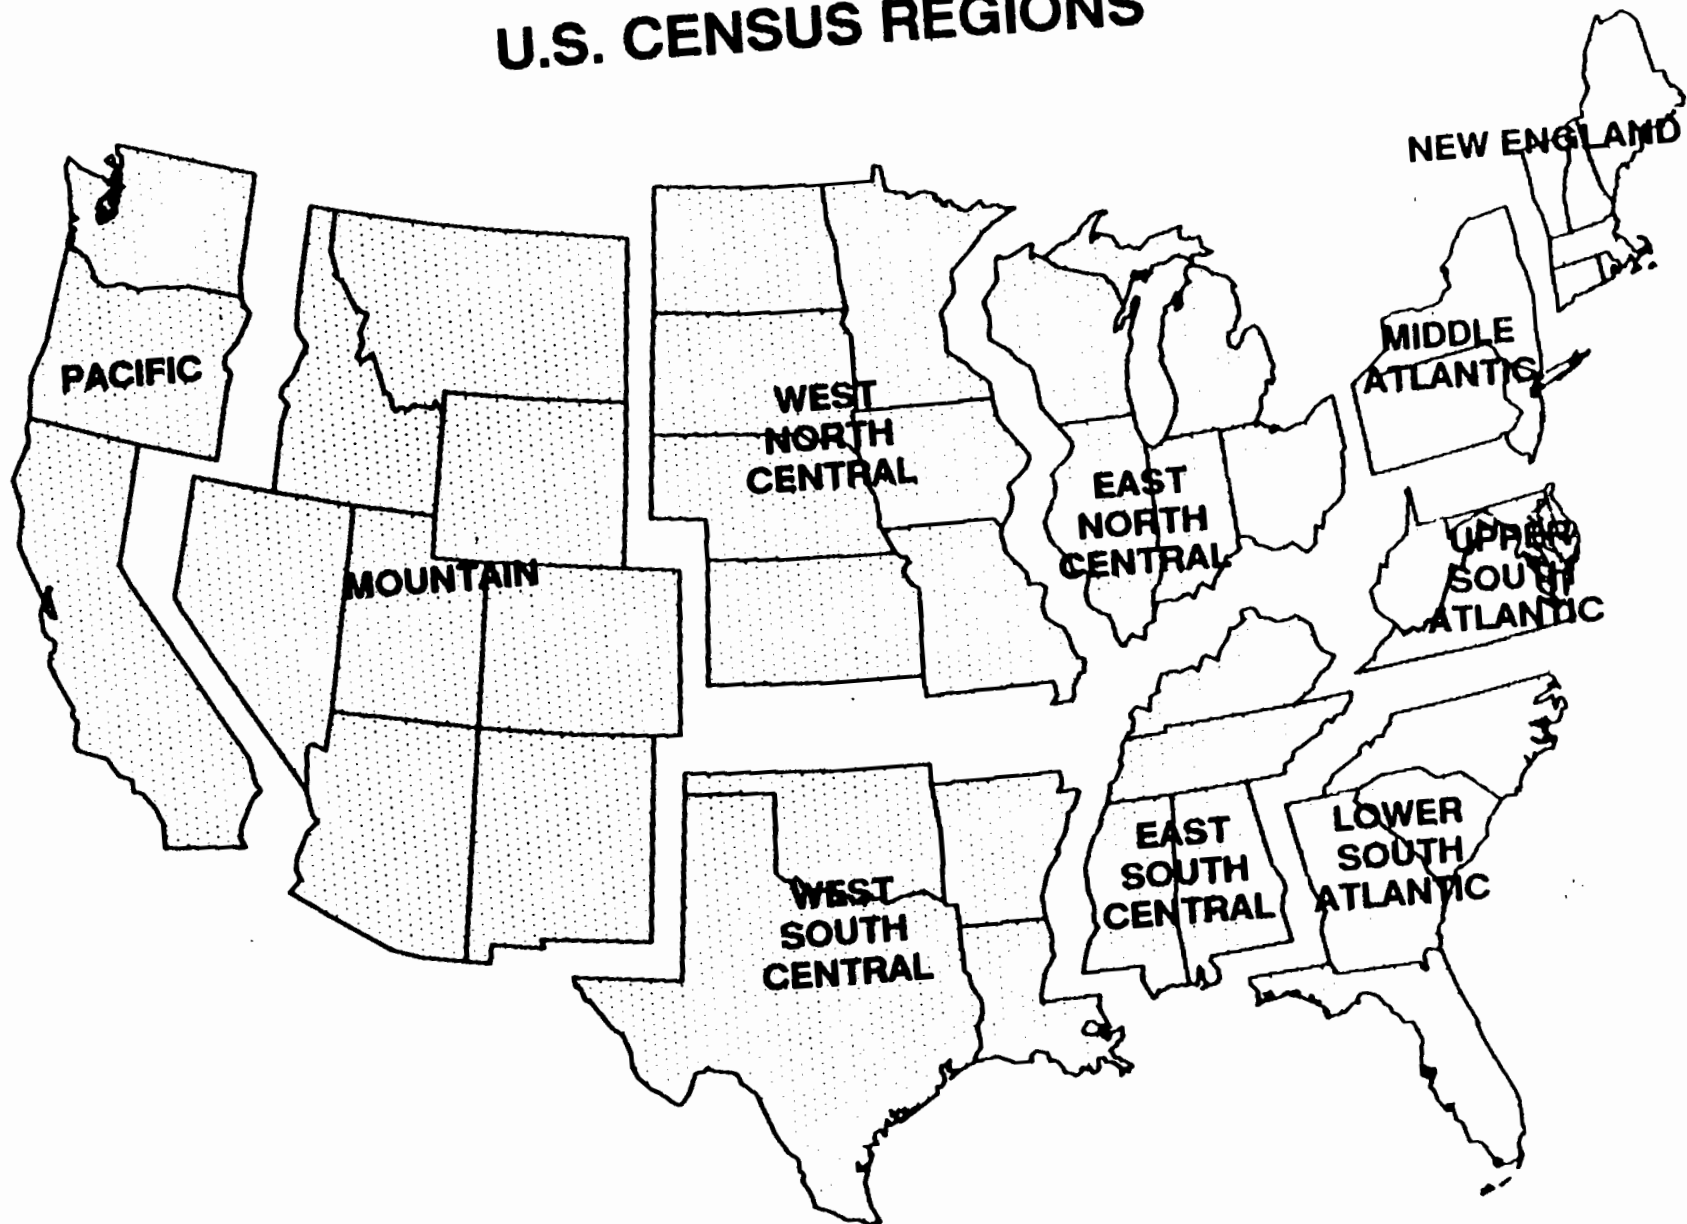 U.S. CENSUS REGIONS
NEW ENGLAND
MIDDLE
ATLANTIC
PACIFIC
WEST
NORTH
CENTRAL
EAST
NORTH
CENTRAL
UPPER
SOUTH
ATLANTIC
MOUNTAIN
LOWER
SOUTH
ATLANTIC
EAST
SOUTH
CENTRAL
WEST
SOUTH
CENTRAL